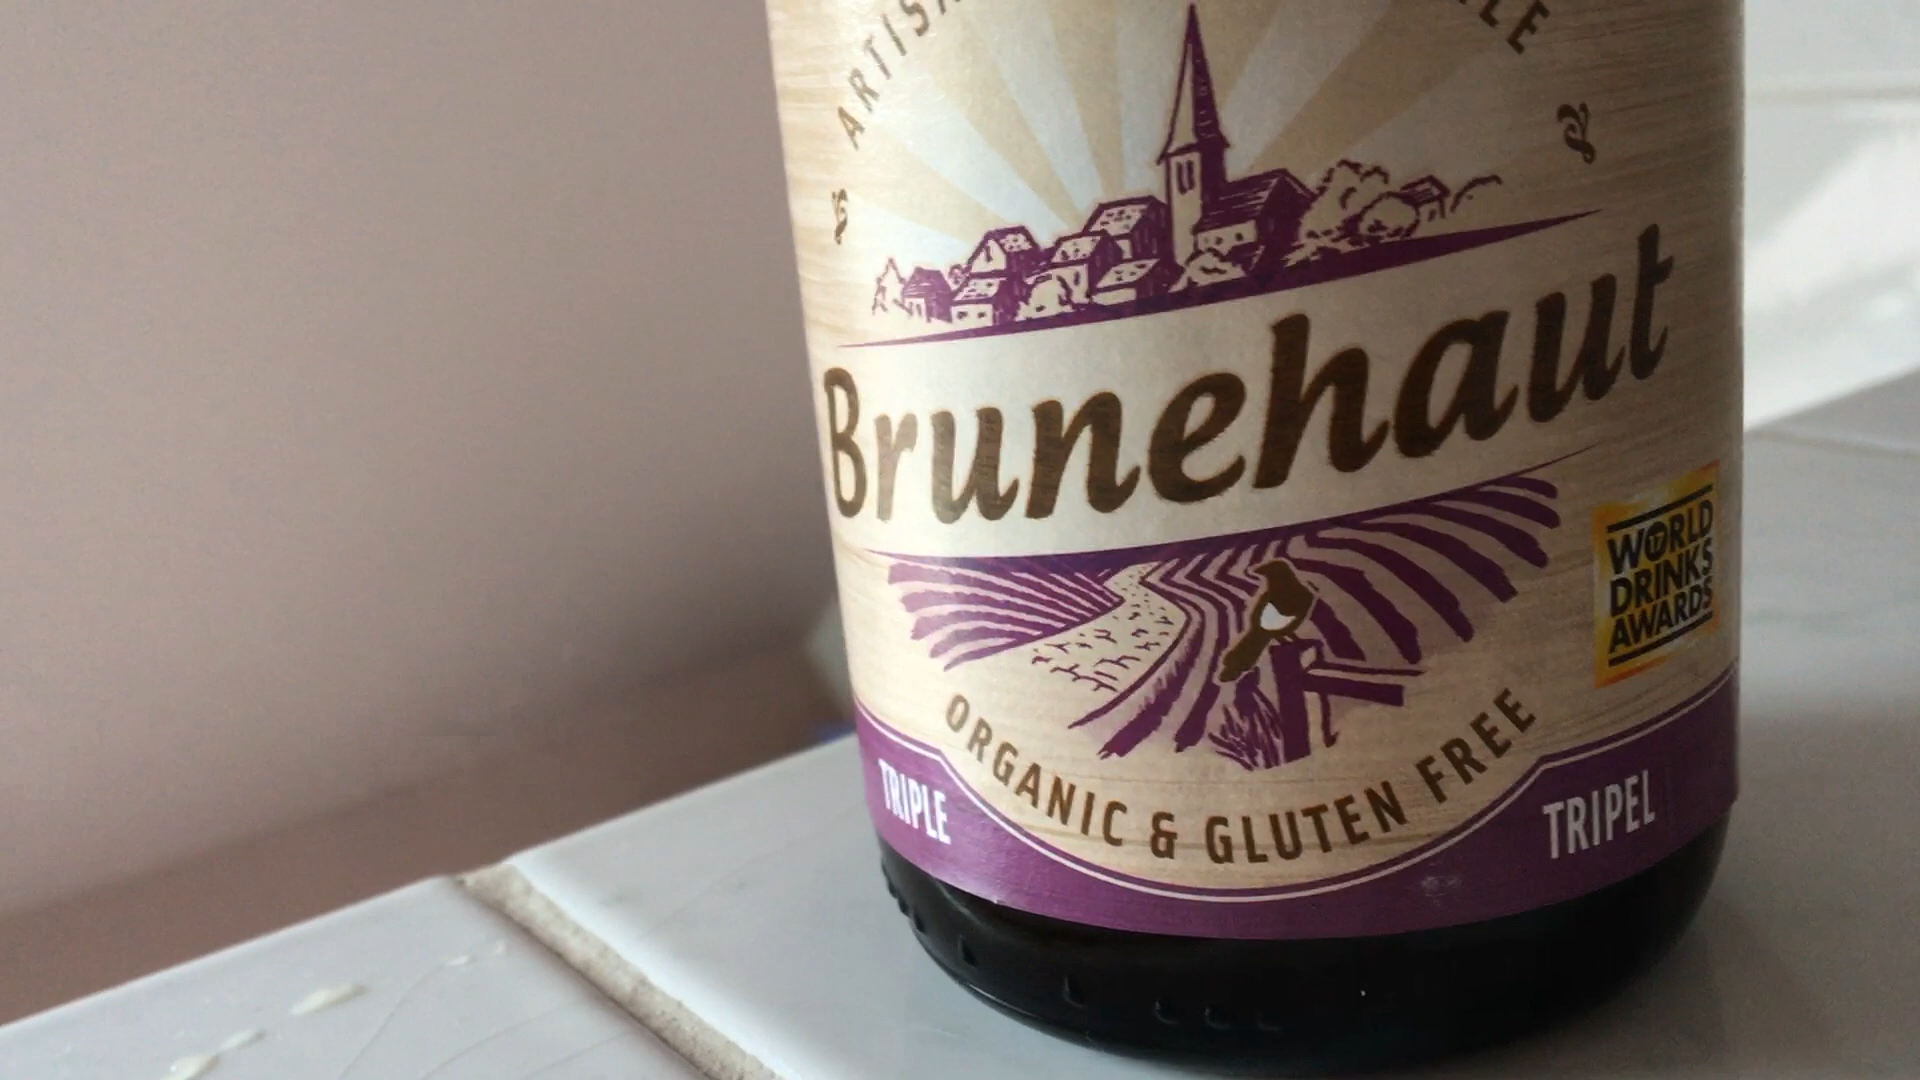 Brunehaut
WORLD
DRINKS
AWARDS
ORGANIC & GLUTEN FREE
TRIPLE
TRIPEL